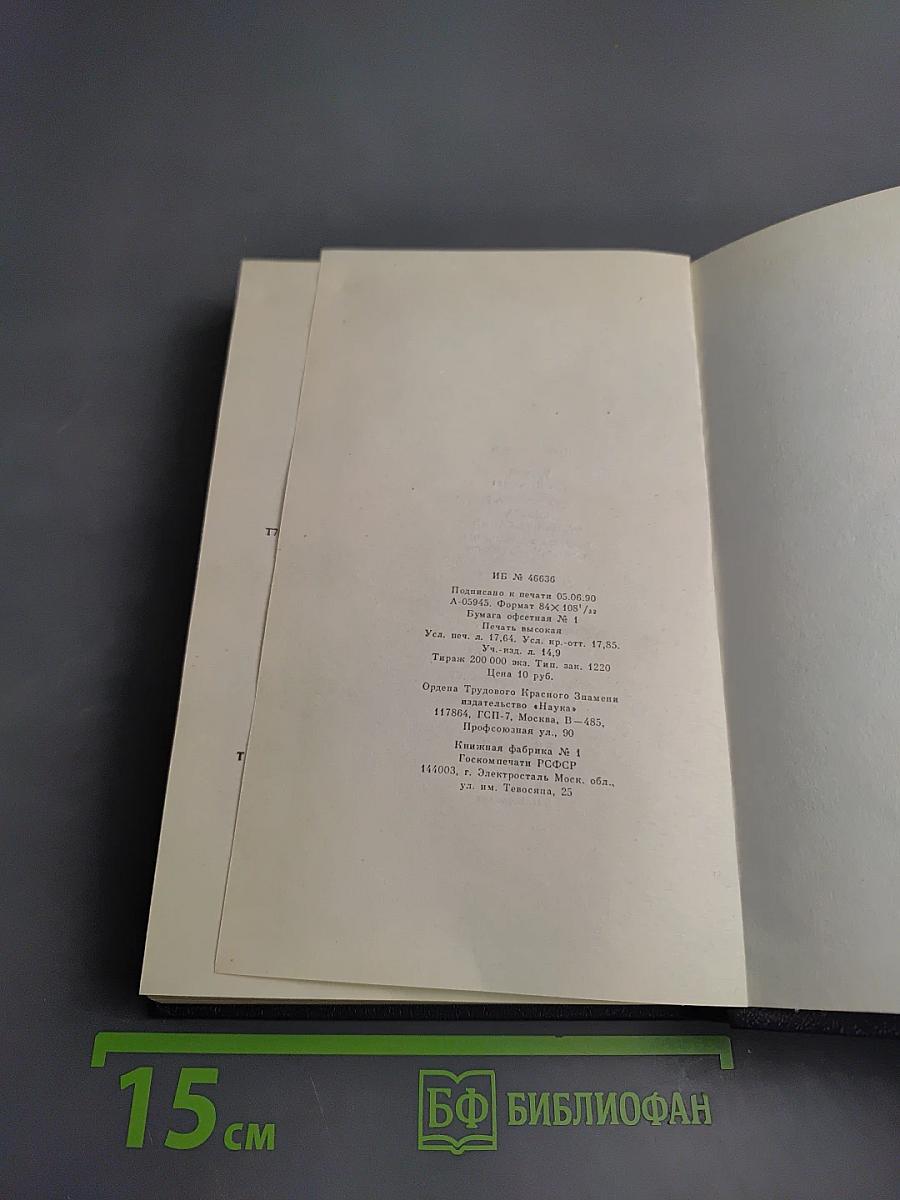 Т7
Т
ИБ № 46636
Подписано к печати 05.06.90
А-05945. Формат 84×108¹/₃₂
Бумага офсетная № 1
Печать высокая
Усл. печ. л. 17,64. Усл. кр.-отт. 17,85.
Уч.-изд. л. 14,9
Тираж 200 000 экз. Тип. зак. 1220
Цена 10 руб.
Ордена Трудового Красного Знамени
издательство «Наука»
117864, ГСП-7, Москва, В—485,
Профсоюзная ул., 90
Книжная фабрика № 1
Госкомпечати РСФСР
144003, г. Электросталь Моск. обл.,
ул. им. Тевосяна, 25
15 см
БФ БИБЛИОФАН